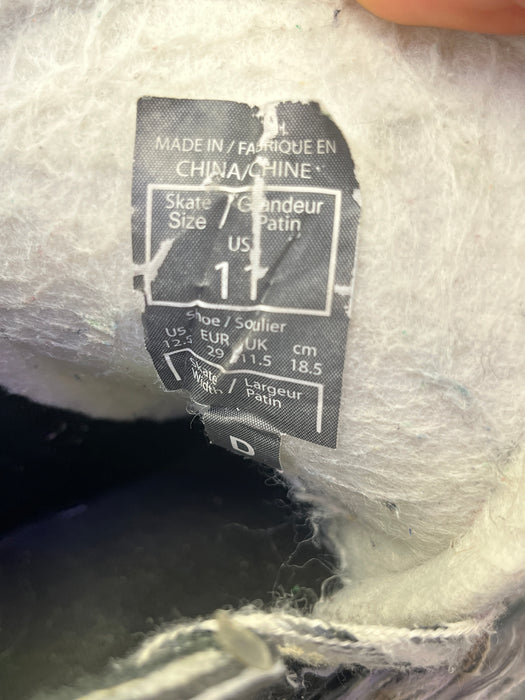 MADE IN / FABRIQUE EN
CHINA/CHINE
Skate / Grandeur
Size Patin
US
11
Shoe / Soulier
US EUR UK cm
12.5 29 11.5 18.5
Skate / Largeur
Width Patin
D